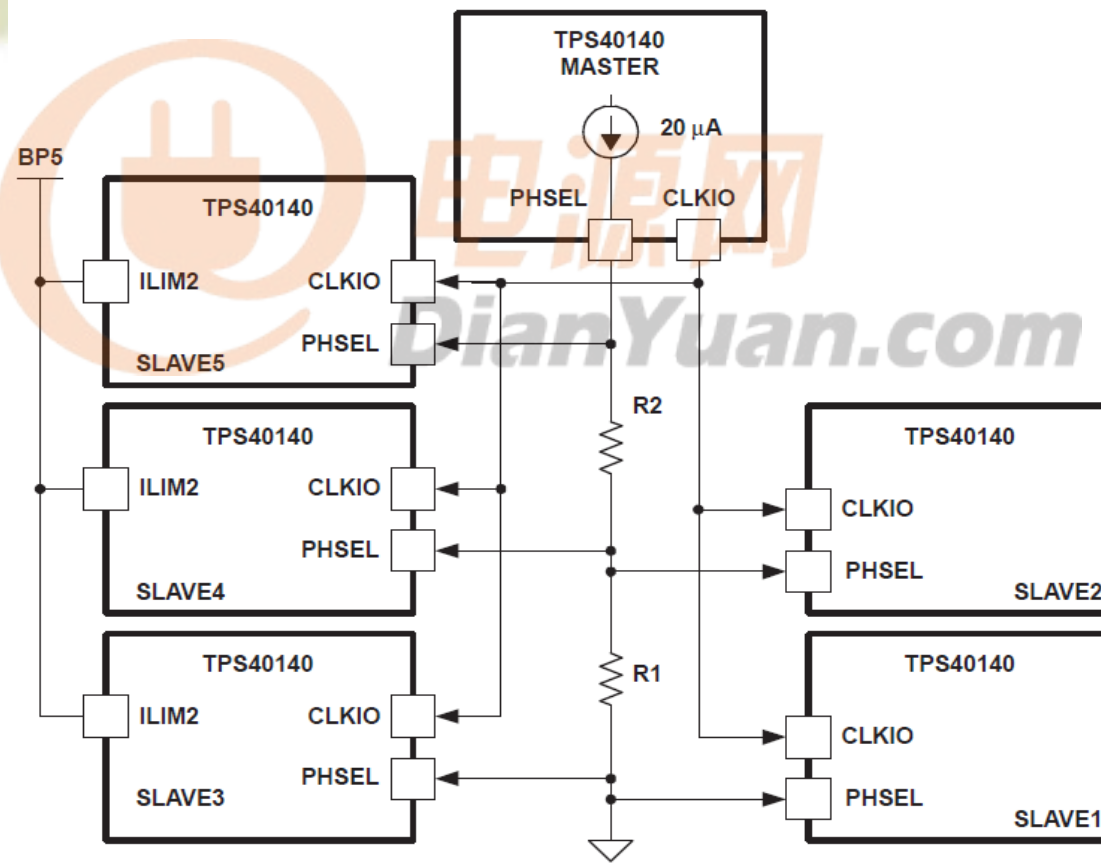 TPS40140
MASTER
20 μA
PHSEL
CLKIO
BP5
TPS40140
ILIM2
CLKIO
PHSEL
SLAVE5
R2
TPS40140
ILIM2
CLKIO
PHSEL
SLAVE4
TPS40140
CLKIO
PHSEL
SLAVE2
R1
TPS40140
ILIM2
CLKIO
PHSEL
SLAVE3
TPS40140
CLKIO
PHSEL
SLAVE1
电源网
DianYuan.com